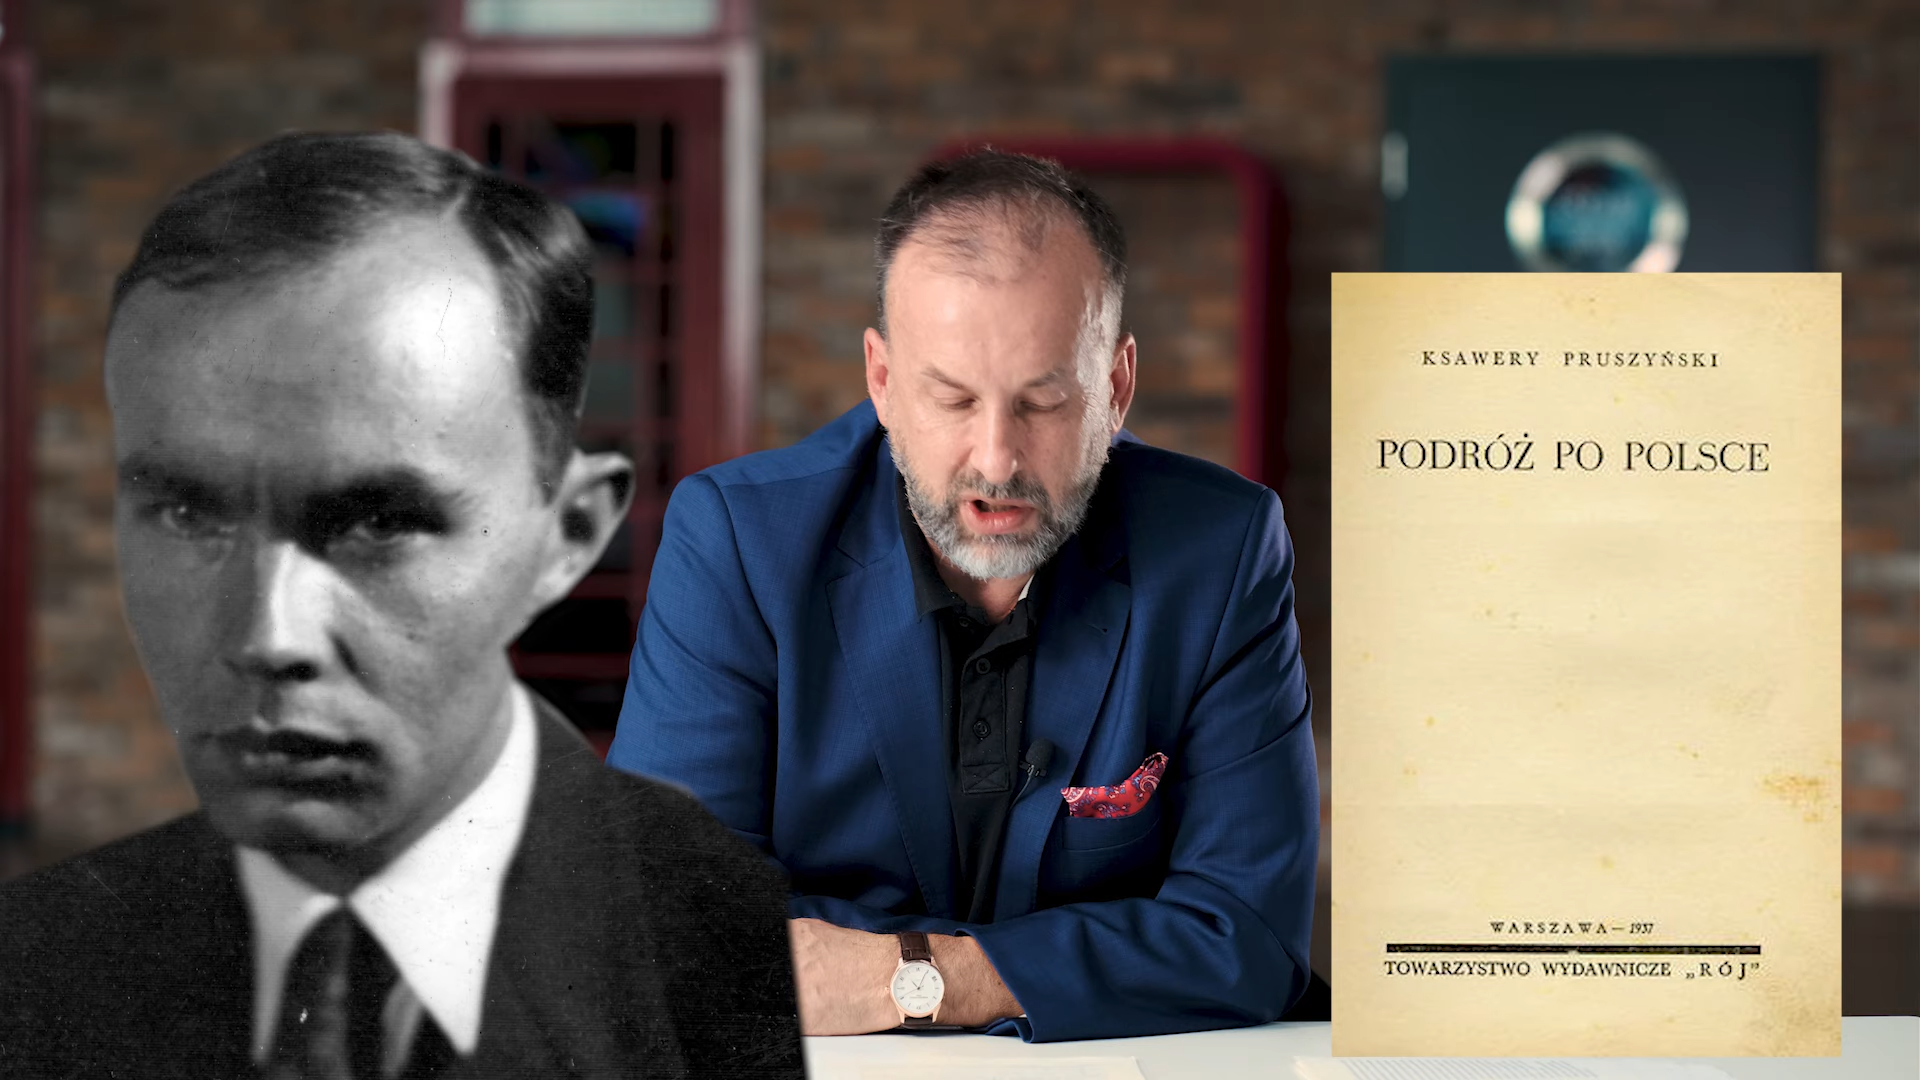 KSAWERY PRUSZYŃSKI
PODRÓŻ PO POLSCE
WARSZAWA—1937
TOWARZYSTWO WYDAWNICZE „RÓJ”